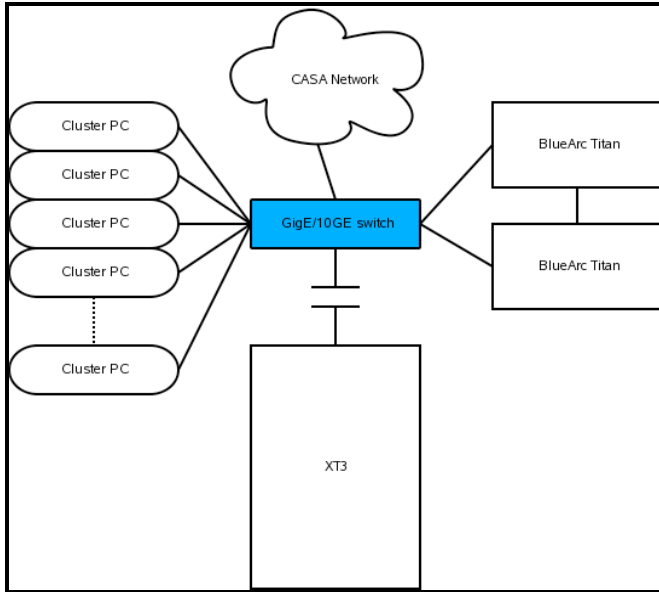 CASA Network
Cluster PC
Cluster PC
Cluster PC
Cluster PC
Cluster PC
GigE/10GE switch
BlueArc Titan
BlueArc Titan
XT3